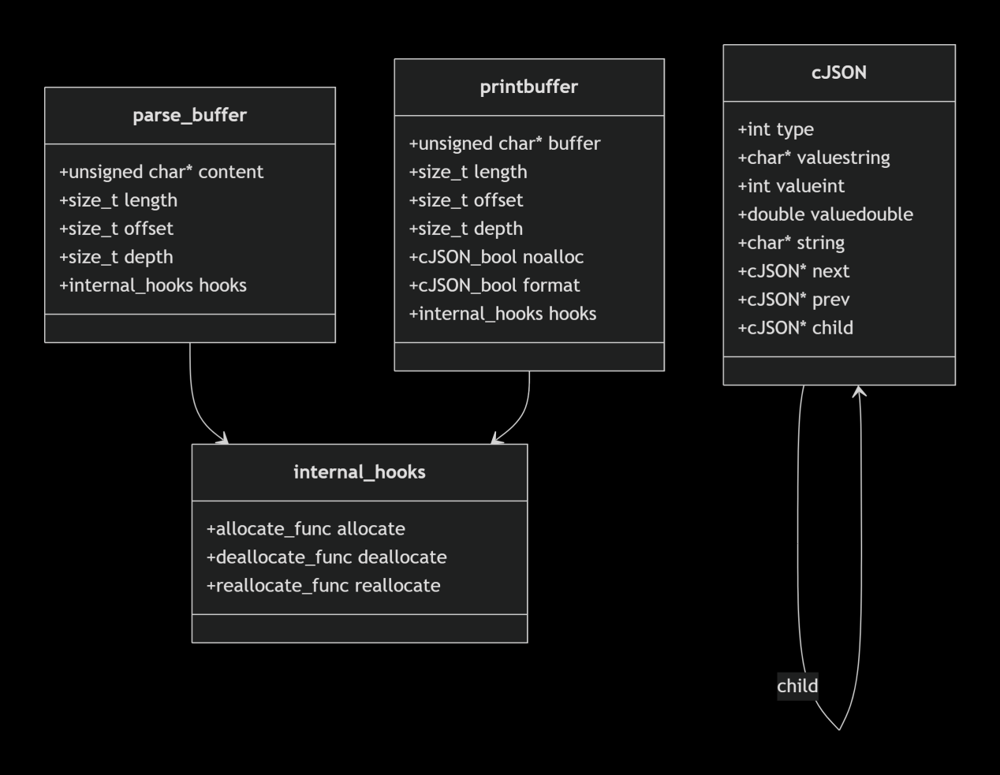 parse_buffer
+unsigned char* content
+size_t length
+size_t offset
+size_t depth
+internal_hooks hooks
printbuffer
+unsigned char* buffer
+size_t length
+size_t offset
+size_t depth
+cJSON_bool noalloc
+cJSON_bool format
+internal_hooks hooks
cJSON
+int type
+char* valuestring
+int valueint
+double valuedouble
+char* string
+cJSON* next
+cJSON* prev
+cJSON* child
internal_hooks
+allocate_func allocate
+deallocate_func deallocate
+reallocate_func reallocate
child